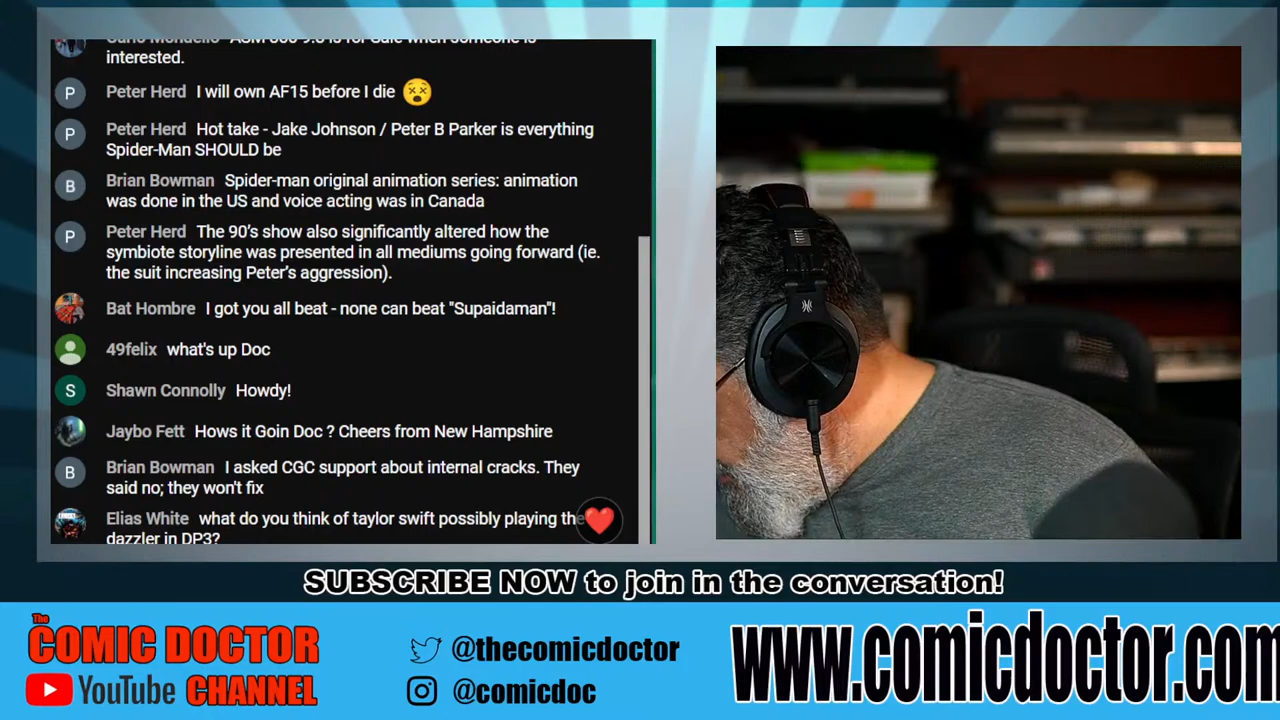 interested.
P Peter Herd I will own AF15 before I die
P Peter Herd Hot take - Jake Johnson / Peter B Parker is everything
Spider-Man SHOULD be
B Brian Bowman Spider-man original animation series: animation
was done in the US and voice acting was in Canada
P Peter Herd The 90's show also significantly altered how the
symbiote storyline was presented in all mediums going forward (ie.
the suit increasing Peter's aggression).
Bat Hombre I got you all beat - none can beat "Supaidaman"!
49felix what's up Doc
S Shawn Connolly Howdy!
Jaybo Fett Hows it Goin Doc ? Cheers from New Hampshire
B Brian Bowman I asked CGC support about internal cracks. They
said no; they won't fix
Elias White what do you think of taylor swift possibly playing the
dazzler in DP3?
SUBSCRIBE NOW to join in the conversation!
The
COMIC DOCTOR
YouTube CHANNEL
@thecomicdoctor
@comicdoc
www.comicdoctor.com